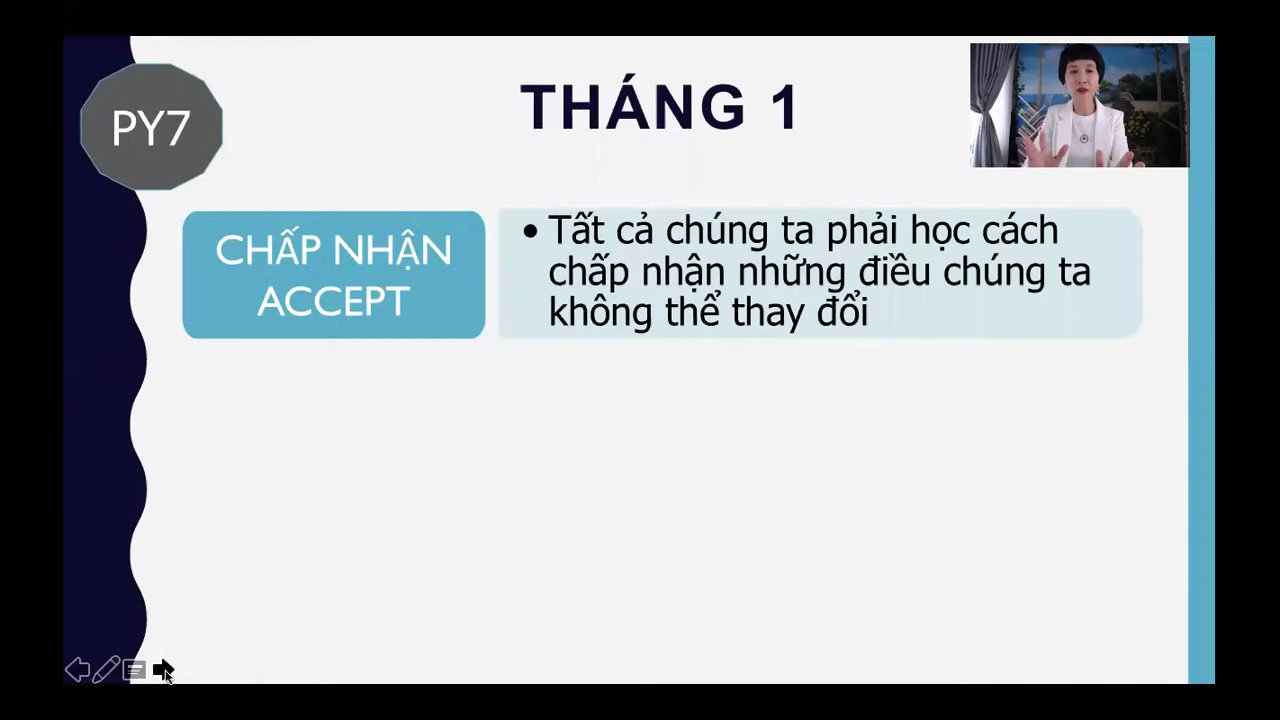 PY7
THÁNG 1
CHẤP NHẬN
ACCEPT
• Tất cả chúng ta phải học cách
chấp nhận những điều chúng ta
không thể thay đổi